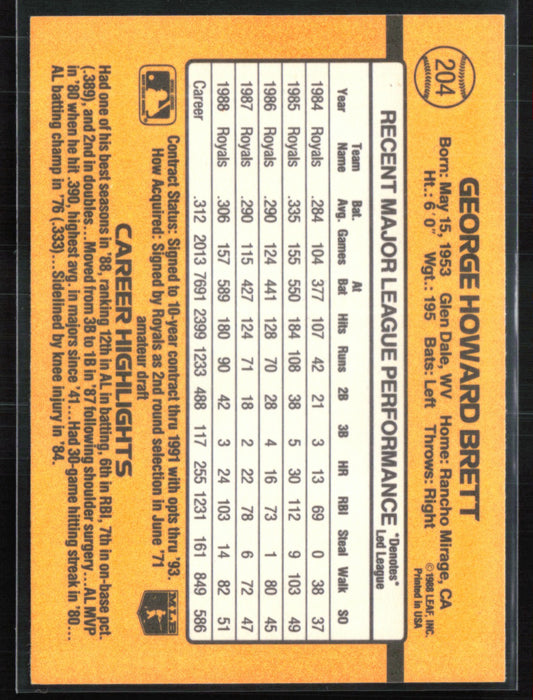 204
GEORGE HOWARD BRETT
Born: May 15, 1953 Glen Dale, WV Home: Rancho Mirage, CA
Ht.: 6' 0" Wgt.: 195 Bats: Left Throws: Right
© 1988 LEAF, INC.
Printed in USA
RECENT MAJOR LEAGUE PERFORMANCE
"Denotes"
Led League
Year Team Name Bat. Avg. Games At Bat Hits Runs 2B 3B HR RBI Steal Walk SO
1984 Royals .284 104 377 107 42 21 3 13 69 0 38 37
1985 Royals .335 155 550 184 108 38 5 30 112 9 103 49
1986 Royals .290 124 441 128 70 28 4 16 73 1 80 45
1987 Royals .290 115 427 124 71 18 2 22 78 6 72 47
1988 Royals .306 157 589 180 90 42 3 24 103 14 82 51
Career .312 2013 7691 2399 1233 488 117 255 1231 161 849 586
Contract Status: Signed to 10-year contract thru 1991 with opts thru '93
How Acquired: Signed by Royals as 2nd round selection in June '71
amateur draft
MLB
CAREER HIGHLIGHTS
Had one of his best seasons in '88, ranking 12th in AL in batting, 6th in RBI, 7th in on-base pct.
(.389), and 2nd in doubles...Moved from 3B to 1B in '87 following shoulder surgery...AL MVP
in '80 when he hit .390, highest avg. in majors since '41...Had 30-game hitting streak in '80...
AL batting champ in '76 (.333)...Sidelined by knee injury in '84.